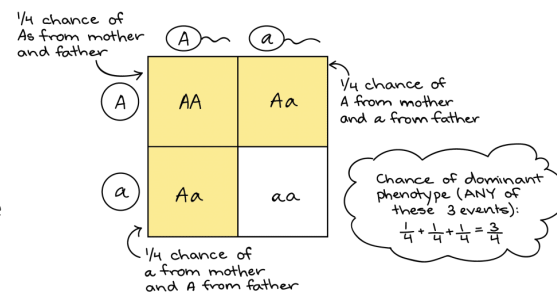 1/4 chance of
As from mother
and father
A
a
A
AA
Aa
1/4 chance of
A from mother
and a from father
a
Aa
aa
Chance of dominant
phenotype (ANY of
these 3 events):
1/4 + 1/4 + 1/4 = 3/4
1/4 chance of
a from mother
and A from father